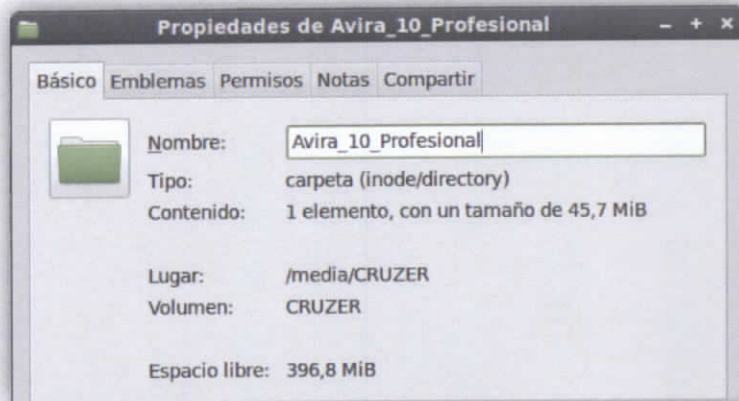 Propiedades de Avira_10_Profesional
Básico Emblemas Permisos Notas Compartir
Nombre: Avira_10_Profesional
Tipo: carpeta (inode/directory)
Contenido: 1 elemento, con un tamaño de 45,7 MiB
Lugar: /media/CRUZER
Volumen: CRUZER
Espacio libre: 396,8 MiB